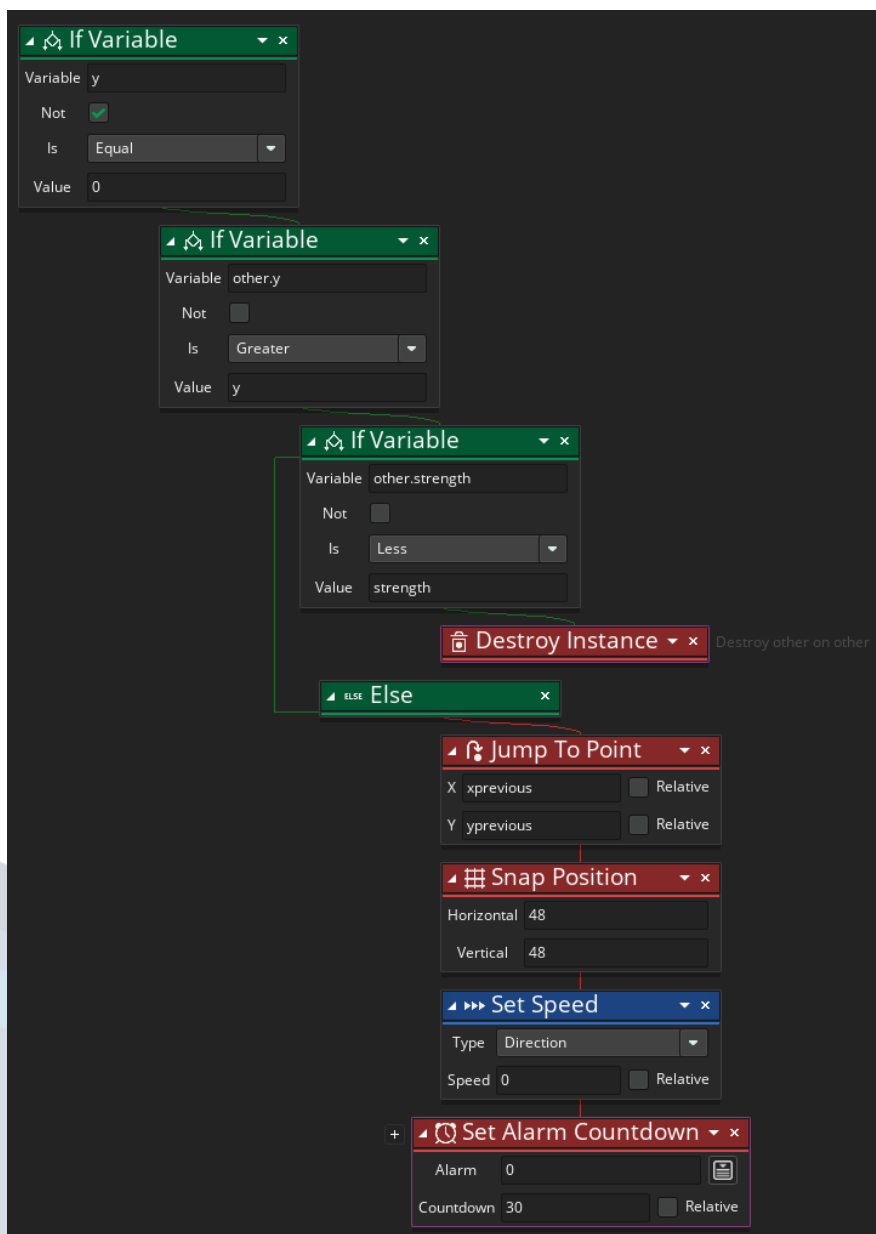 If Variable
Variable y
Not
Is Equal
Value 0
If Variable
Variable other.y
Not
Is Greater
Value y
If Variable
Variable other.strength
Not
Is Less
Value strength
Destroy Instance Destroy other on other
ELSE Else
Jump To Point
X xprevious Relative
Y yprevious Relative
Snap Position
Horizontal 48
Vertical 48
Set Speed
Type Direction
Speed 0 Relative
Set Alarm Countdown
Alarm 0
Countdown 30 Relative